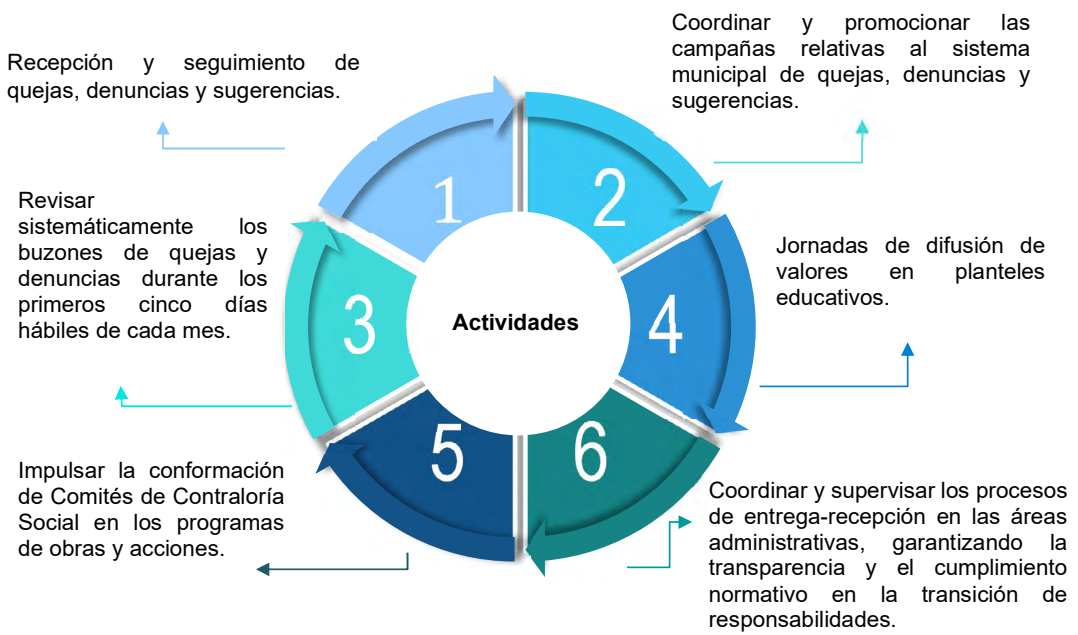 Recepción y seguimiento de
quejas, denuncias y sugerencias.
1
Coordinar y promocionar las
campañas relativas al sistema
municipal de quejas, denuncias y
sugerencias.
2
Revisar
sistemáticamente los
buzones de quejas y
denuncias durante los
primeros cinco días
hábiles de cada mes.
3
Actividades
4
Jornadas de difusión de
valores en planteles
educativos.
Impulsar la conformación
de Comités de Contraloría
Social en los programas
de obras y acciones.
5
6
Coordinar y supervisar los procesos
de entrega-recepción en las áreas
administrativas, garantizando la
transparencia y el cumplimiento
normativo en la transición de
responsabilidades.